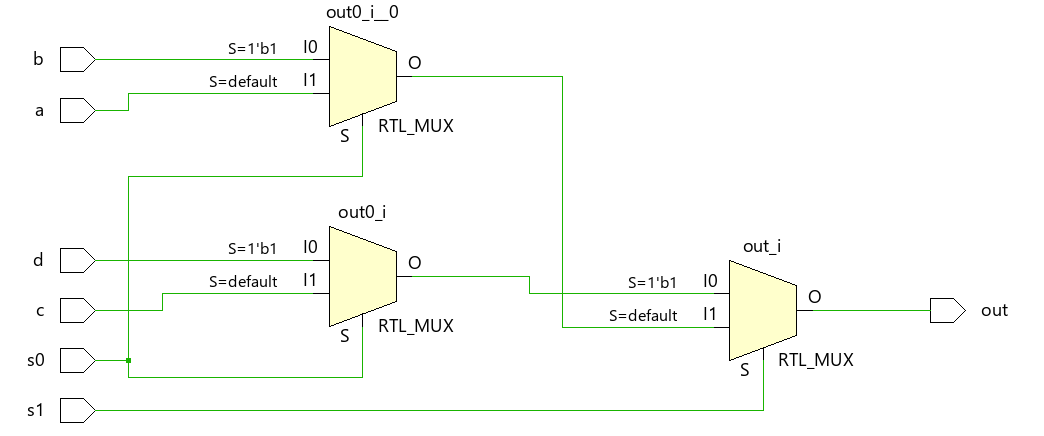 out0_i__0
b
S=1'b1
I0
O
a
S=default
I1
S
RTL_MUX
out0_i
d
S=1'b1
I0
O
c
S=default
I1
S
RTL_MUX
out_i
S=1'b1
I0
O
out
S=default
I1
S
RTL_MUX
s0
s1